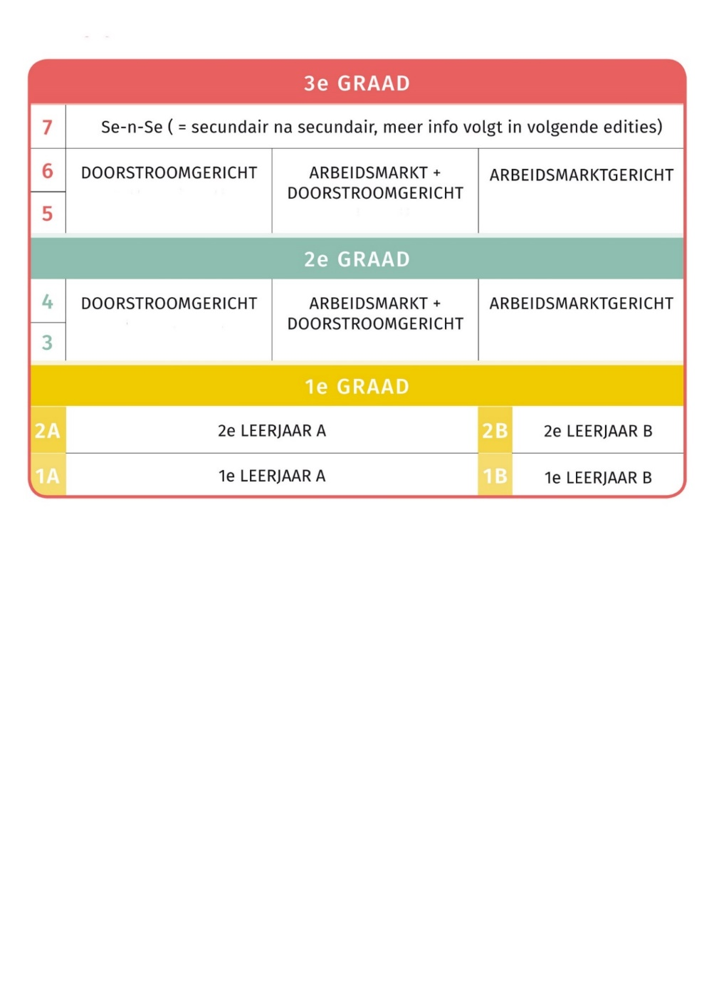 3e GRAAD
7
Se-n-Se ( = secundair na secundair, meer info volgt in volgende edities)
6
DOORSTROOMGERICHT
ARBEIDSMARKT +
DOORSTROOMGERICHT
ARBEIDSMARKTGERICHT
5
2e GRAAD
4
DOORSTROOMGERICHT
ARBEIDSMARKT +
DOORSTROOMGERICHT
ARBEIDSMARKTGERICHT
3
1e GRAAD
2A
2e LEERJAAR A
2B
2e LEERJAAR B
1A
1e LEERJAAR A
1B
1e LEERJAAR B